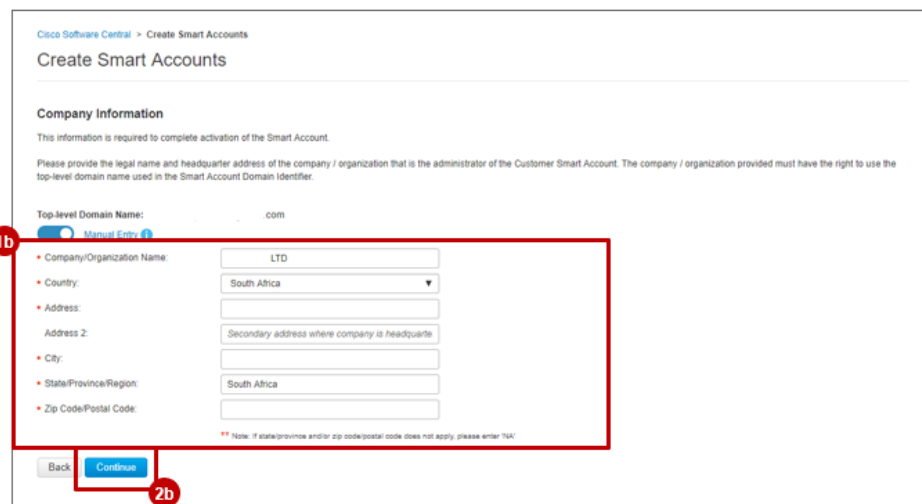 Cisco Software Central > Create Smart Accounts
Create Smart Accounts
Company Information
This information is required to complete activation of the Smart Account.
Please provide the legal name and headquarter address of the company / organization that is the administrator of the Customer Smart Account. The company / organization provided must have the right to use the
top-level domain name used in the Smart Account Domain Identifier.
Top-level Domain Name: .com
Manual Entry i
1b
* Company/Organization Name: LTD
* Country: South Africa
* Address:
Address 2: Secondary address where company is headquarte
* City:
* State/Province/Region: South Africa
* Zip Code/Postal Code:
** Note: If state/province and/or zip code/postal code does not apply, please enter 'NA'
Back Continue
2b